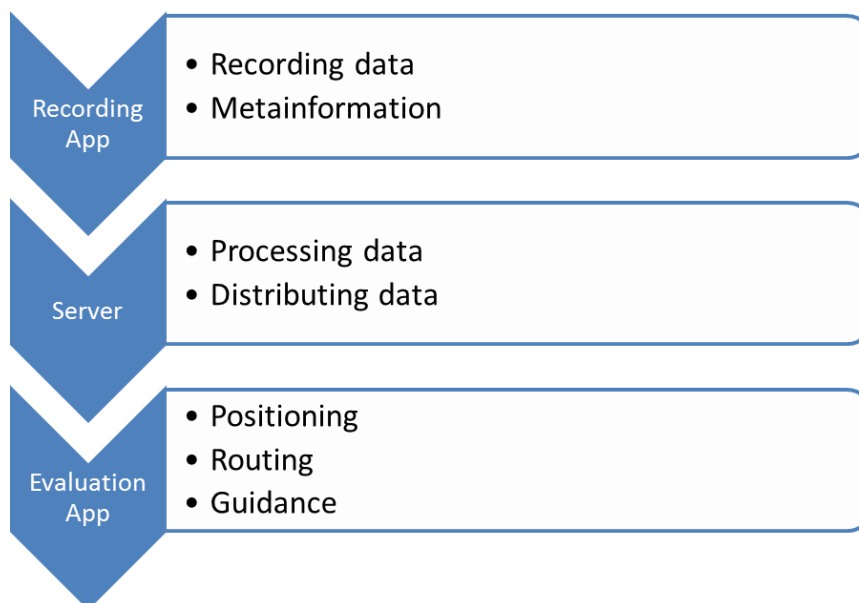 Recording
App
• Recording data
• Metainformation
Server
• Processing data
• Distributing data
Evaluation
App
• Positioning
• Routing
• Guidance